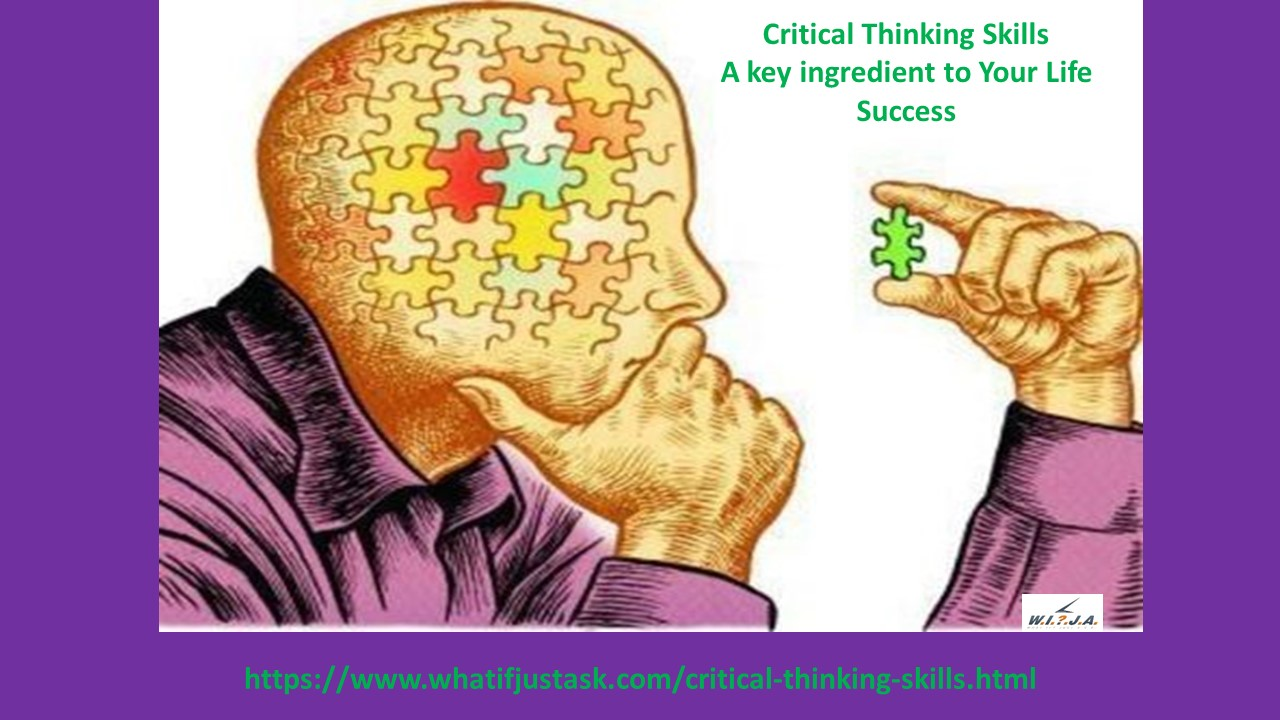 Critical Thinking Skills
A key ingredient to Your Life
Success
W.I.?.J.A.
https://www.whatifjustask.com/critical-thinking-skills.html